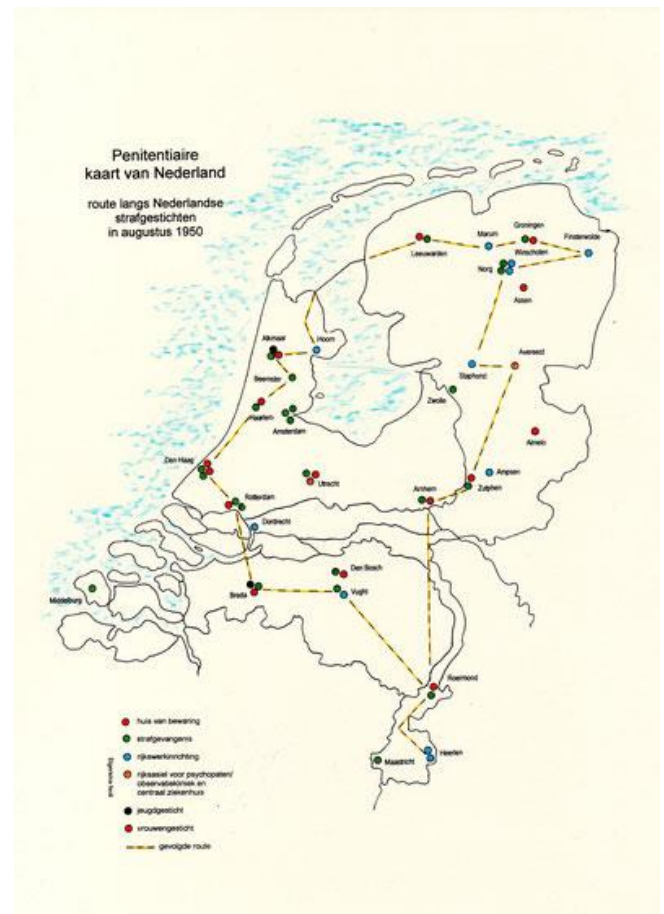 Penitentiaire
kaart van Nederland
route langs Nederlandse
strafgestichten
in augustus 1950
Leeuwarden
Marum
Groningen
Winschoten
Finsterwolde
Norg
Assen
Alkmaar
Hoorn
Beemster
Haarlem
Amsterdam
Staphorst
Avereest
Zwolle
Almelo
Den Haag
Utrecht
Ampsen
Arnhem
Zutphen
Rotterdam
Dordrecht
Middelburg
Breda
Den Bosch
Vught
Roermond
Maastricht
Heerlen
huis van bewaring
strafgevangenis
rijkswerkinrichting
rijksasiel voor psychopaten/
observatiekliniek en
centraal ziekenhuis
jeugdgesticht
vrouwengesticht
gevolgde route